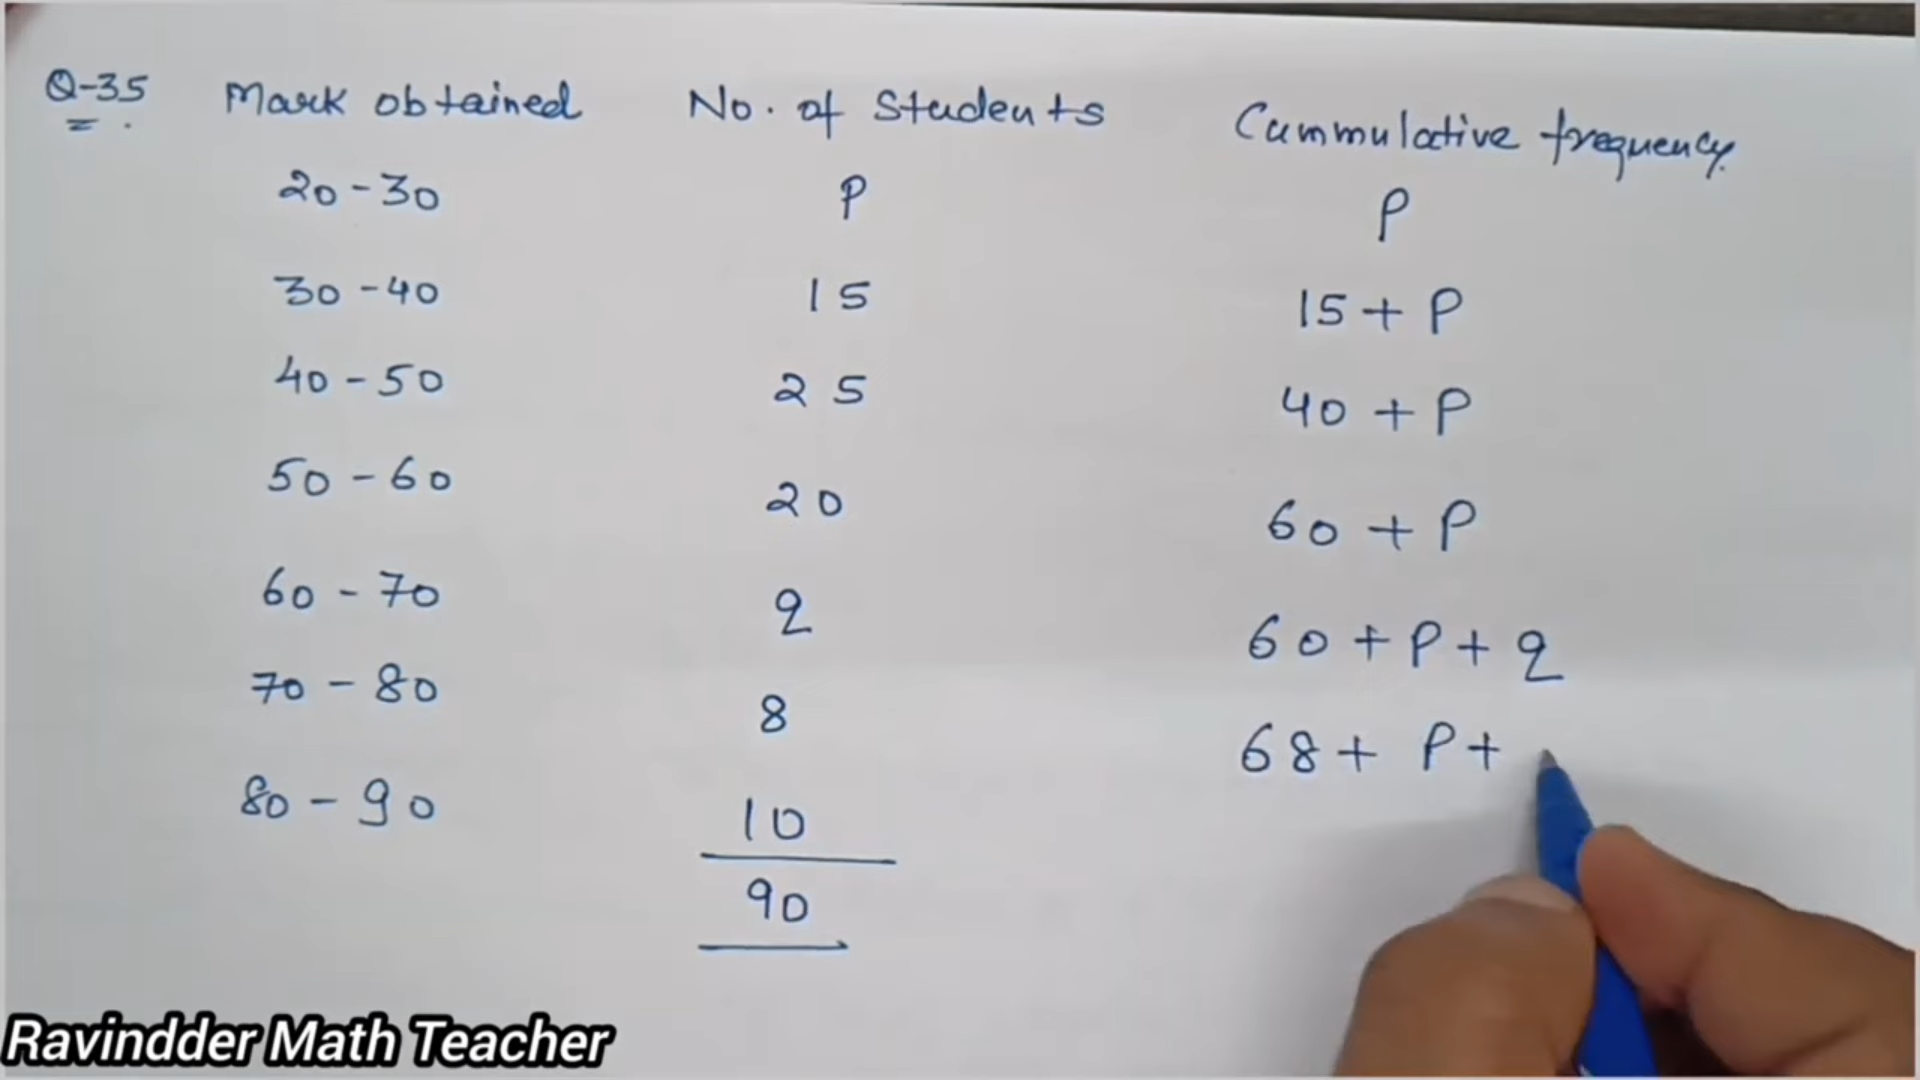 Q-35 Mark obtained No. of Students Cummulative frequency
20-30 P P
30-40 15 15+P
40-50 25 40+P
50-60 20 60+P
60-70 q 60+P+q
70-80 8 68+P+
80-90 10
90
Ravindder Math Teacher